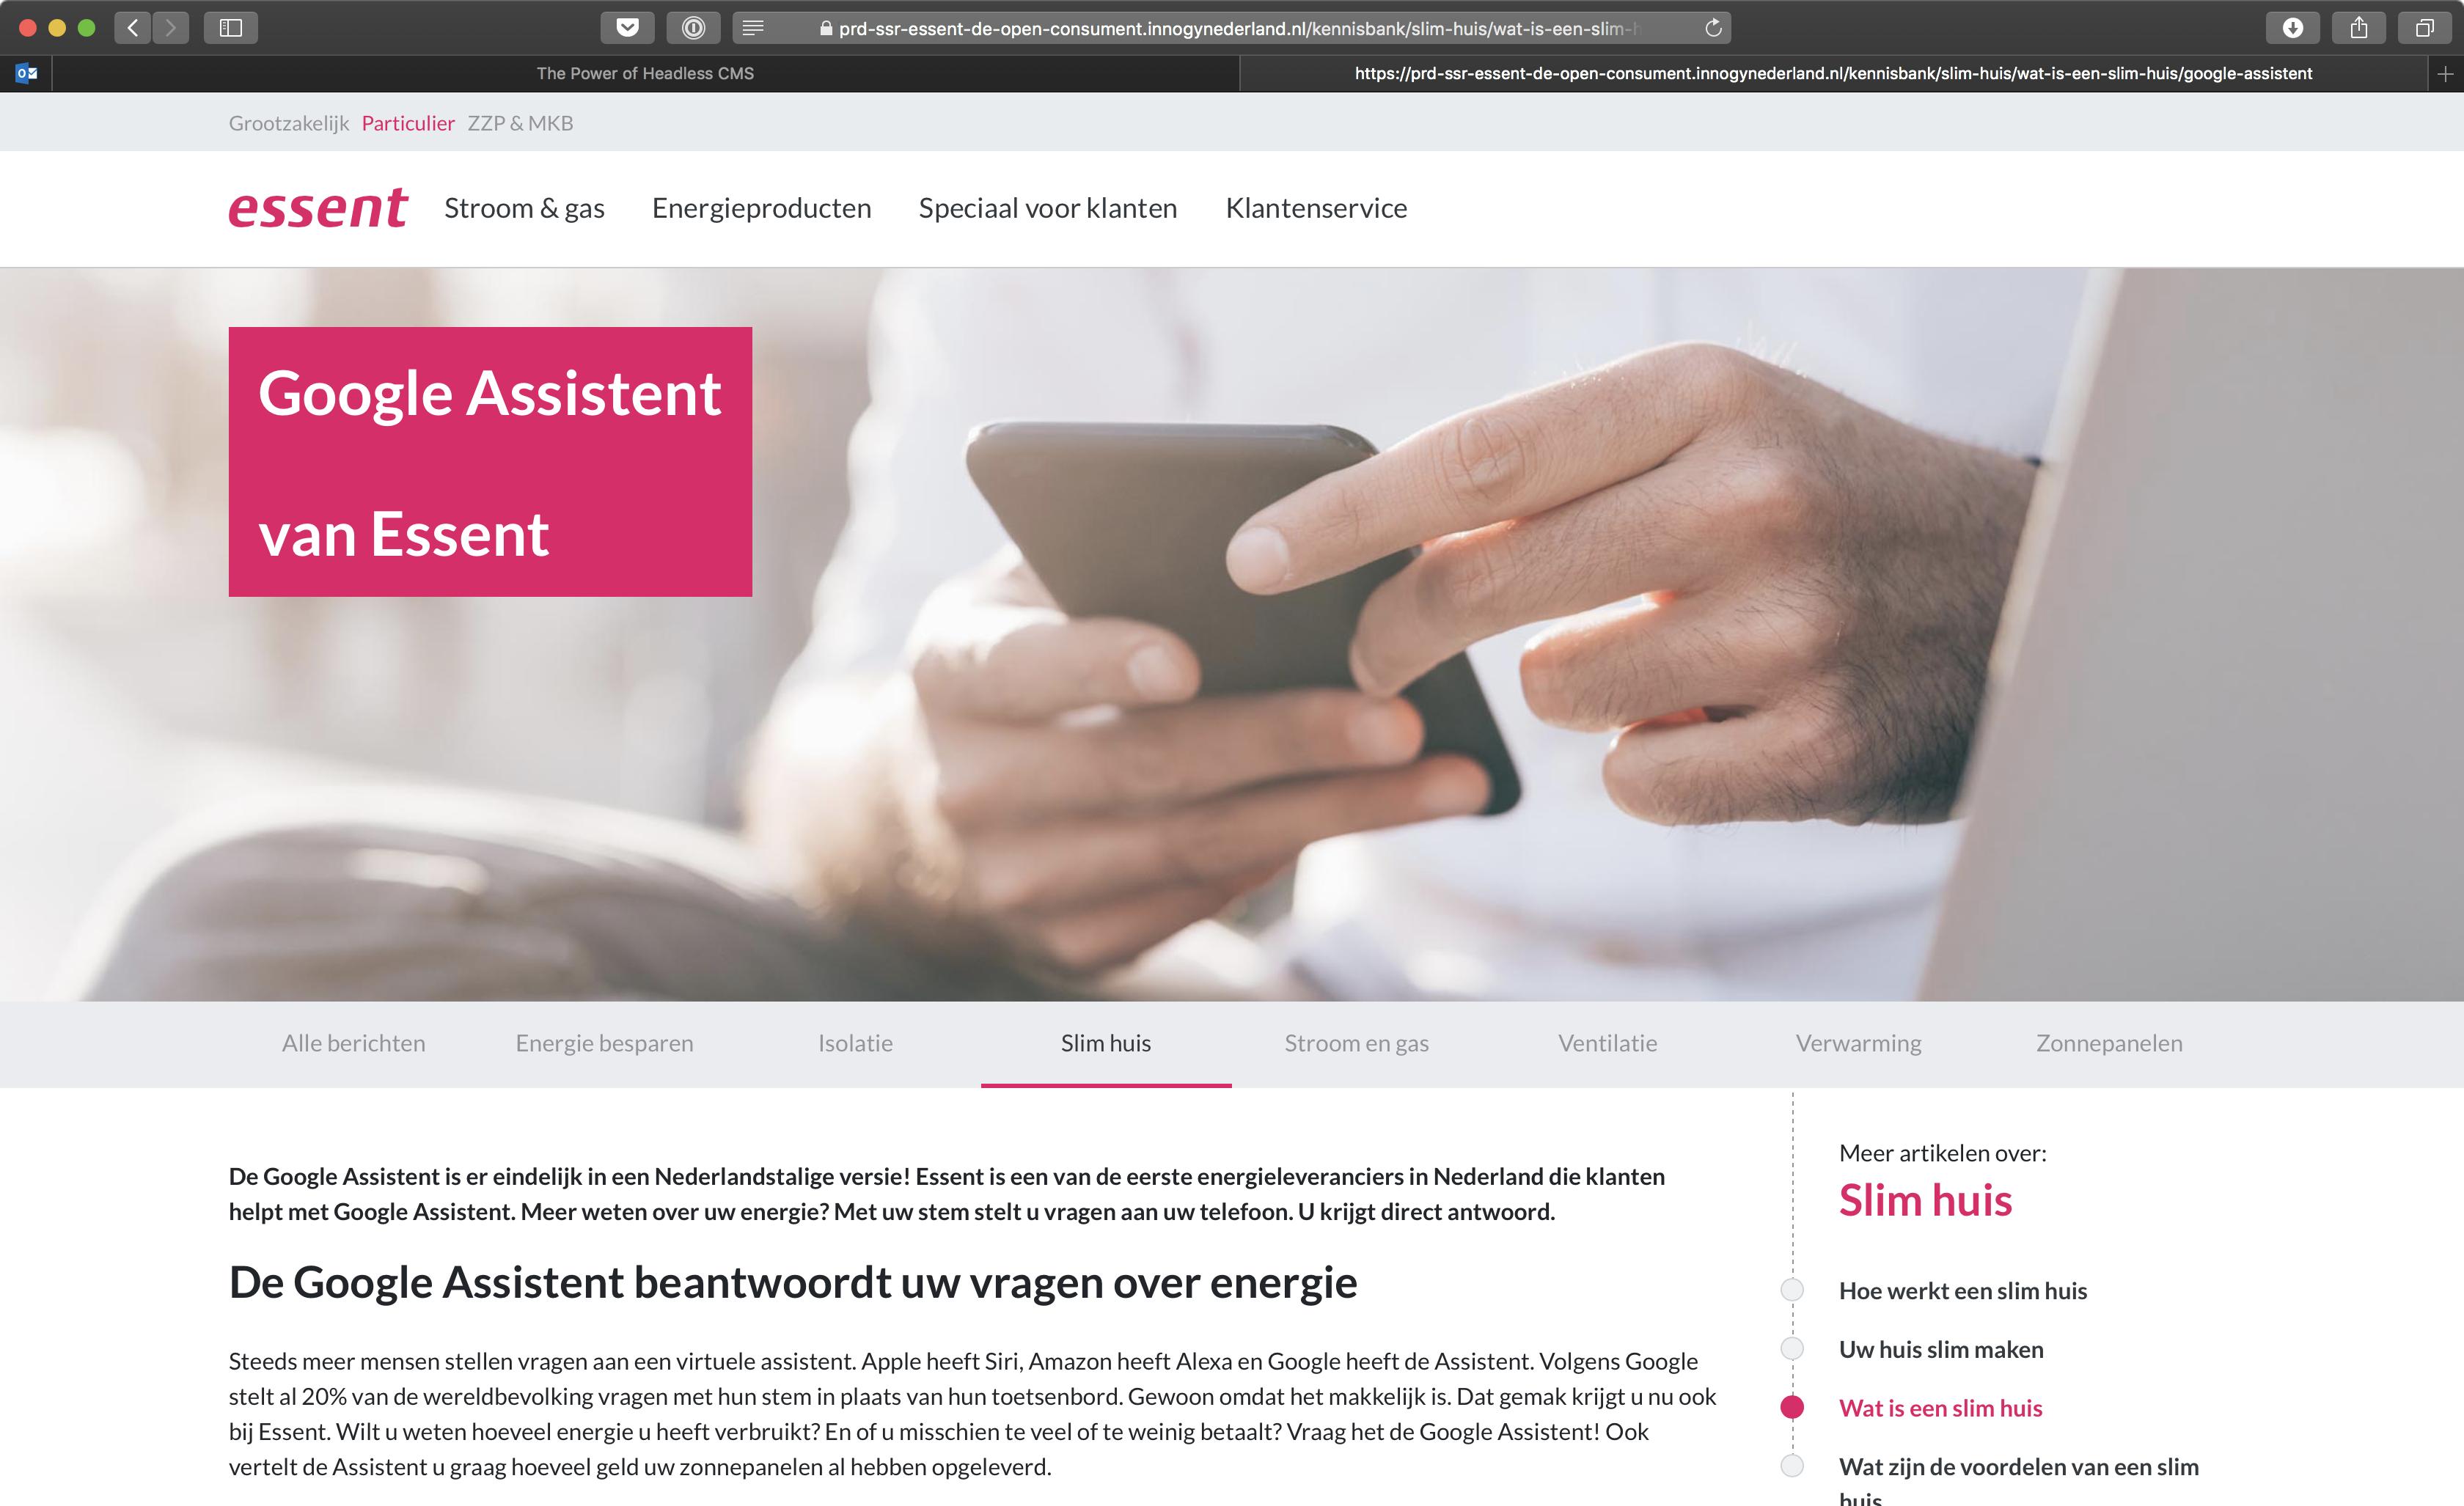 prd-ssr-essent-de-open-consument.innogynederland.nl/kennisbank/slim-huis/wat-is-een-slim-h
The Power of Headless CMS
https://prd-ssr-essent-de-open-consument.innogynederland.nl/kennisbank/slim-huis/wat-is-een-slim-huis/google-assistent
Grootzakelijk Particulier ZZP & MKB
essent Stroom & gas Energieproducten Speciaal voor klanten Klantenservice
Google Assistent
van Essent
Alle berichten Energie besparen Isolatie Slim huis Stroom en gas Ventilatie Verwarming Zonnepanelen
De Google Assistent is er eindelijk in een Nederlandstalige versie! Essent is een van de eerste energieleveranciers in Nederland die klanten
helpt met Google Assistent. Meer weten over uw energie? Met uw stem stelt u vragen aan uw telefoon. U krijgt direct antwoord.
De Google Assistent beantwoordt uw vragen over energie
Steeds meer mensen stellen vragen aan een virtuele assistent. Apple heeft Siri, Amazon heeft Alexa en Google heeft de Assistent. Volgens Google
stelt al 20% van de wereldbevolking vragen met hun stem in plaats van hun toetsenbord. Gewoon omdat het makkelijk is. Dat gemak krijgt u nu ook
bij Essent. Wilt u weten hoeveel energie u heeft verbruikt? En of u misschien te veel of te weinig betaalt? Vraag het de Google Assistent! Ook
vertelt de Assistent u graag hoeveel geld uw zonnepanelen al hebben opgeleverd.
Meer artikelen over:
Slim huis
Hoe werkt een slim huis
Uw huis slim maken
Wat is een slim huis
Wat zijn de voordelen van een slim
huis